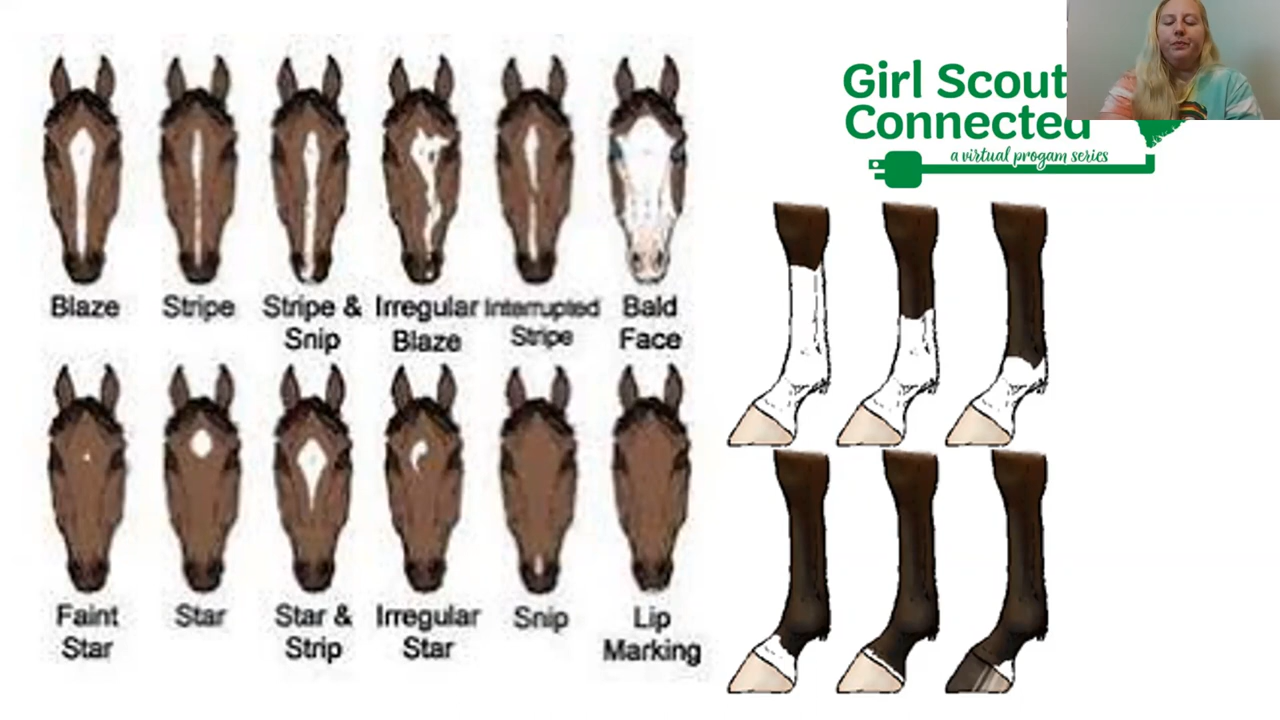 Girl Scout
Connected
a virtual progam series
Blaze
Stripe
Stripe &
Snip
Irregular
Blaze
Interrupted
Stripe
Bald
Face
Faint
Star
Star
Star &
Strip
Irregular
Star
Snip
Lip
Marking